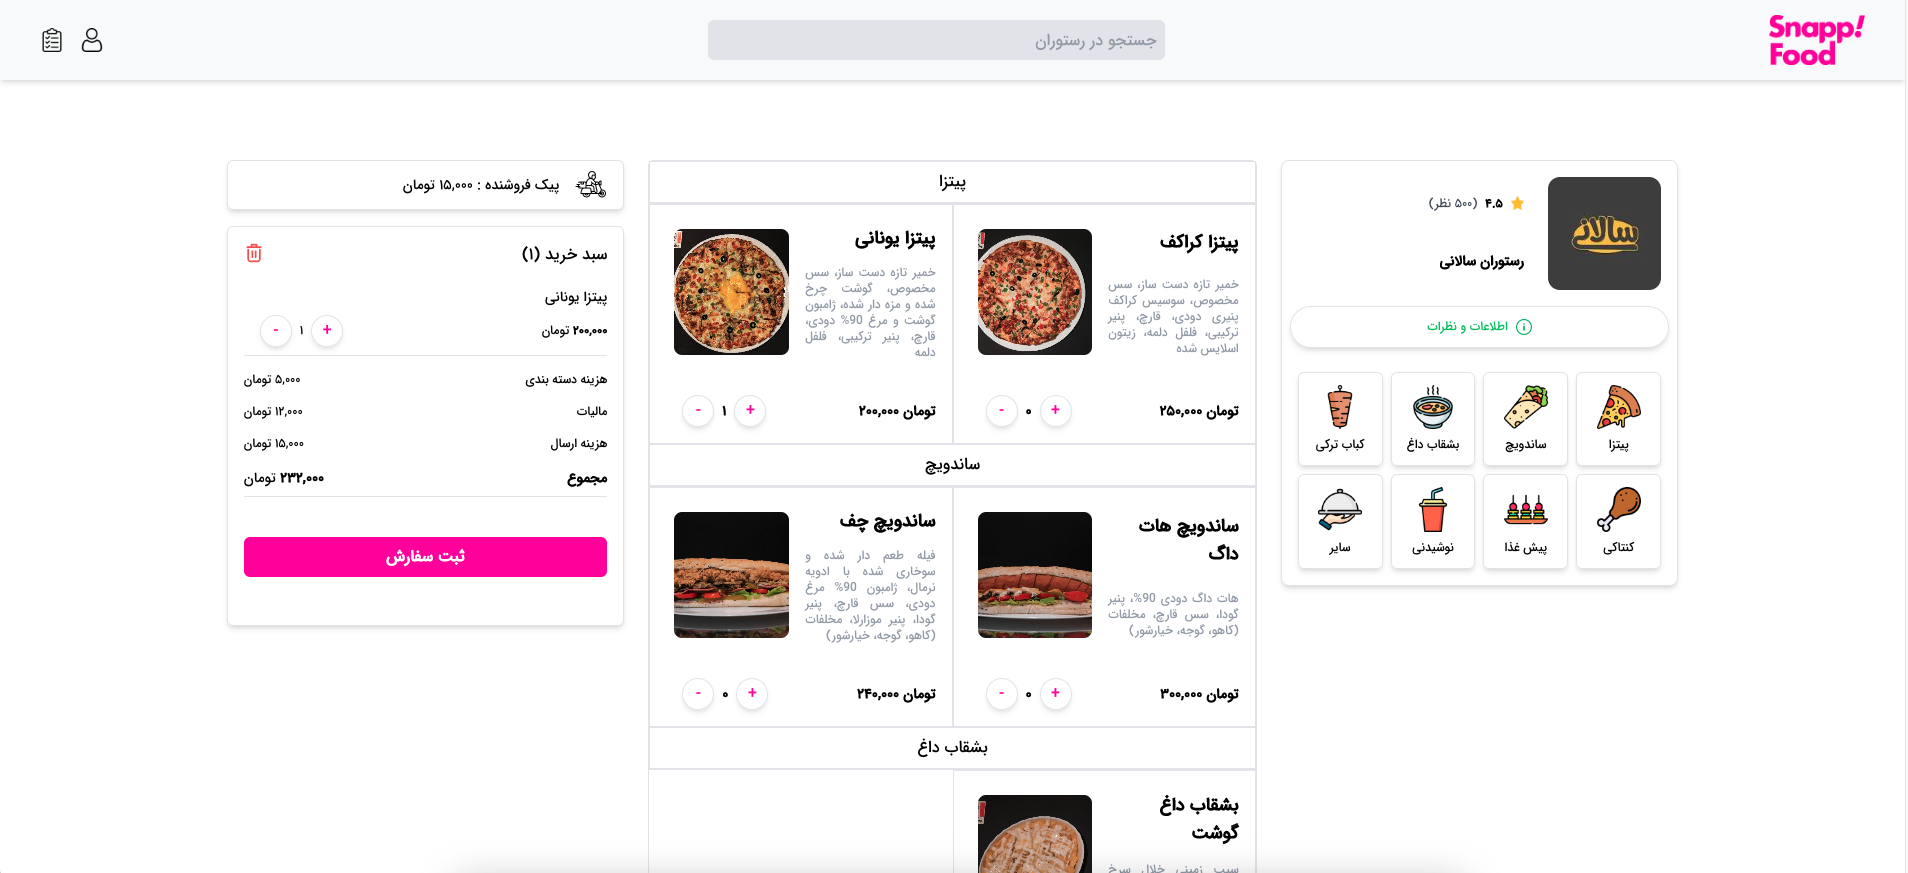 Snapp!
Food
جستجو در رستوران
۴.۵ (۵۰۰ نظر)
سالانی
رستوران سالانی
اطلاعات و نظرات
پیتزا
ساندویچ
بشقاب داغ
کباب ترکی
کنتاکی
پیش غذا
نوشیدنی
سایر
پیتزا
پیتزا کراکف
خمیر تازه دست ساز، سس
مخصوص، سوسیس کراکف
پنیری دودی، قارچ، پنیر
ترکیبی، فلفل دلمه، زیتون
اسلایس شده
تومان ۲۵۰,۰۰۰
+ ۰ -
پیتزا یونانی
خمیر تازه دست ساز، سس
مخصوص، گوشت چرخ
شده و مزه دار شده، ژامبون
گوشت و مرغ 90% دودی،
قارچ، پنیر ترکیبی، فلفل
دلمه
تومان ۲۰۰,۰۰۰
+ ۱ -
ساندویچ
ساندویچ هات
داگ
هات داگ دودی 90%، پنیر
گودا، سس قارچ، مخلفات
(کاهو، گوجه، خیارشور)
تومان ۳۰۰,۰۰۰
+ ۰ -
ساندویچ چف
فیله طعم دار شده و
سوخاری شده با ادویه
نرمال، ژامبون 90% مرغ
دودی، سس قارچ، پنیر
گودا، پنیر موزارلا، مخلفات
(کاهو، گوجه، خیارشور)
تومان ۲۴۰,۰۰۰
+ ۰ -
بشقاب داغ
بشقاب داغ
گوشت
سیب زمینی خلال سرخ
پیک فروشنده : ۱۵,۰۰۰ تومان
سبد خرید (۱)
پیتزا یونانی
۲۰۰,۰۰۰ تومان
+ ۱ -
هزینه دسته بندی ۵,۰۰۰ تومان
مالیات ۱۲,۰۰۰ تومان
هزینه ارسال ۱۵,۰۰۰ تومان
مجموع ۲۳۲,۰۰۰ تومان
ثبت سفارش